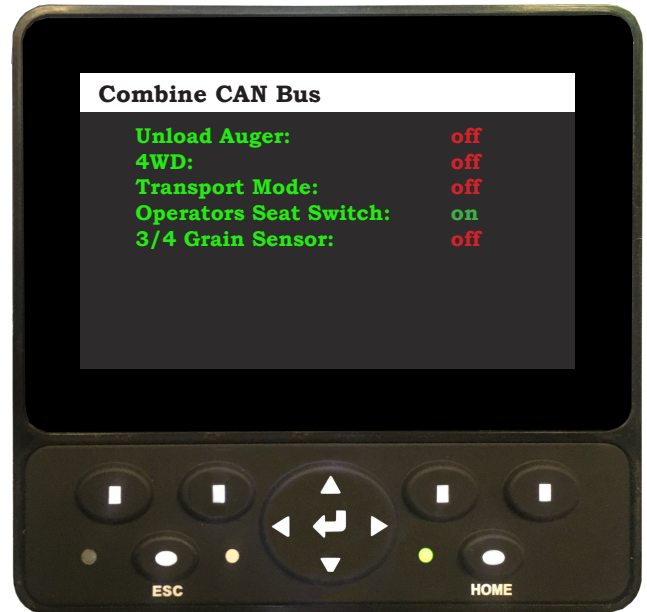 Combine CAN Bus
Unload Auger: off
4WD: off
Transport Mode: off
Operators Seat Switch: on
3/4 Grain Sensor: off
ESC HOME